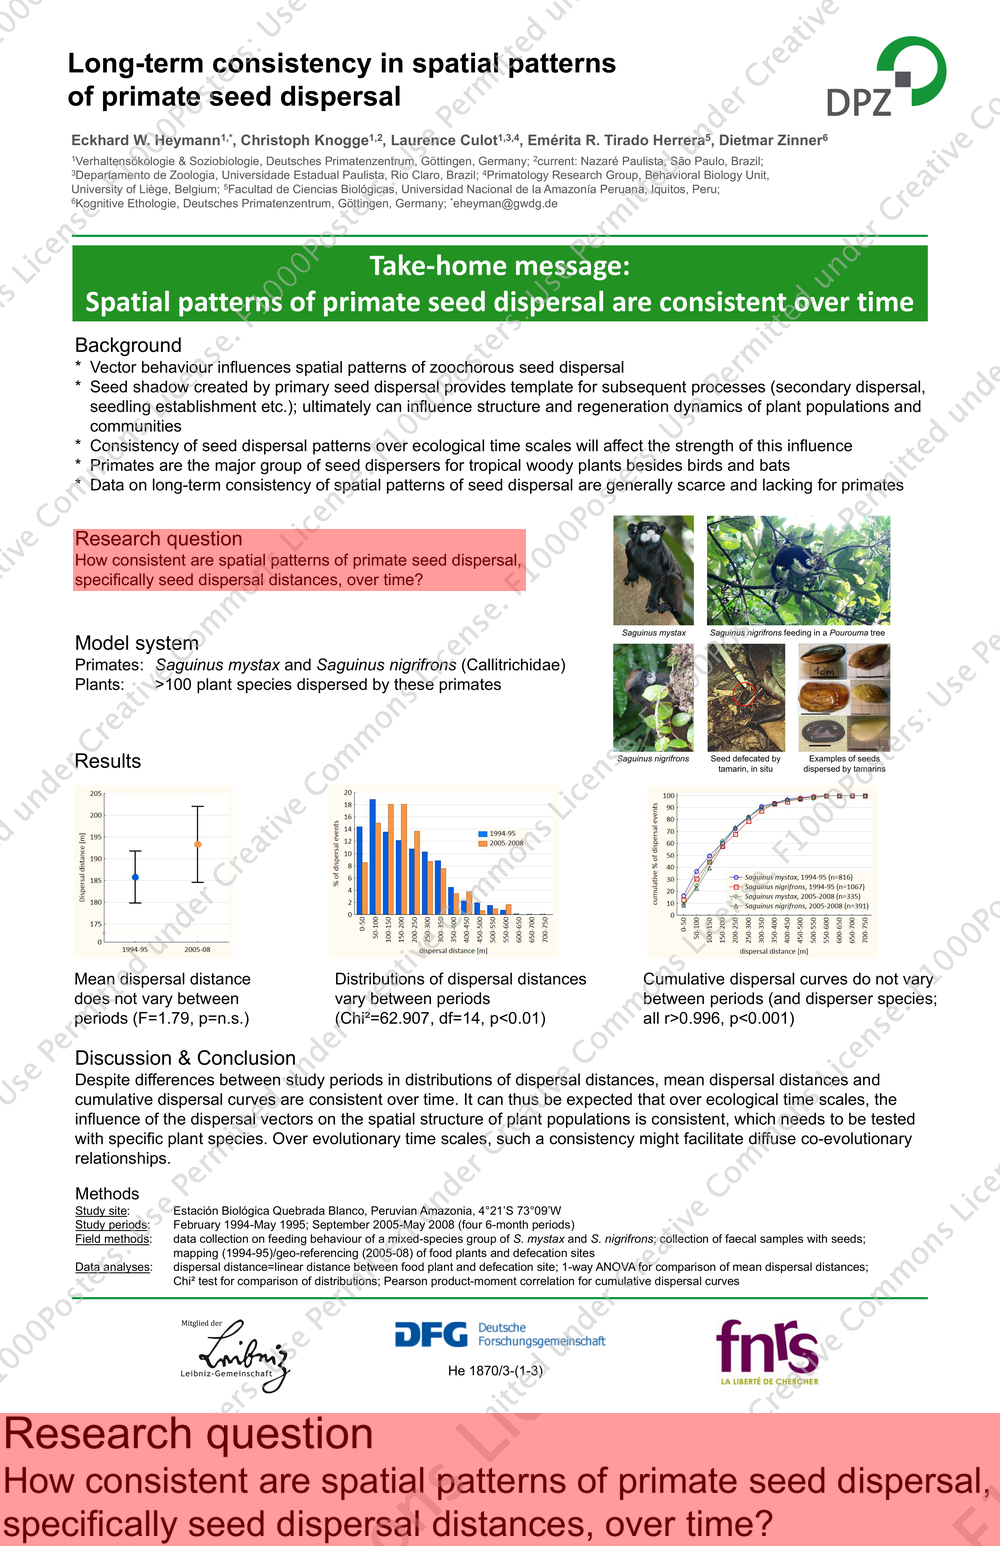 Long-term consistency in spatial patterns
of primate seed dispersal
DPZ
Eckhard W. Heymann1,*, Christoph Knogge1,2, Laurence Culot1,3,4, Emérita R. Tirado Herrera5, Dietmar Zinner6
1Verhaltensökologie & Soziobiologie, Deutsches Primatenzentrum, Göttingen, Germany; 2current: Nazaré Paulista, São Paulo, Brazil;
3Departamento de Zoologia, Universidade Estadual Paulista, Rio Claro, Brazil; 4Primatology Research Group, Behavioral Biology Unit,
University of Liège, Belgium; 5Facultad de Ciencias Biológicas, Universidad Nacional de la Amazonía Peruana, Iquitos, Peru;
6Kognitive Ethologie, Deutsches Primatenzentrum, Göttingen, Germany; *eheyman@gwdg.de
Take-home message:
Spatial patterns of primate seed dispersal are consistent over time
Background
* Vector behaviour influences spatial patterns of zoochorous seed dispersal
* Seed shadow created by primary seed dispersal provides template for subsequent processes (secondary dispersal,
seedling establishment etc.); ultimately can influence structure and regeneration dynamics of plant populations and
communities
* Consistency of seed dispersal patterns over ecological time scales will affect the strength of this influence
* Primates are the major group of seed dispersers for tropical woody plants besides birds and bats
* Data on long-term consistency of spatial patterns of seed dispersal are generally scarce and lacking for primates
Research question
How consistent are spatial patterns of primate seed dispersal,
specifically seed dispersal distances, over time?
Saguinus mystax
Saguinus nigrifrons feeding in a Pourouma tree
Model system
Primates: Saguinus mystax and Saguinus nigrifrons (Callitrichidae)
Plants: >100 plant species dispersed by these primates
1cm
Saguinus nigrifrons
Seed defecated by
tamarin, in situ
Examples of seeds
dispersed by tamarins
Results
Dispersal distance [m]
205
200
195
190
185
180
175
0
1994-95 2005-08
% of dispersal events
20
18
16
14
12
10
8
6
4
2
0
1994-95
2005-2008
0-50 50-100 100-150 150-200 200-250 250-300 300-350 350-400 400-450 450-500 500-550 550-600 600-650 650-700 700-750
dispersal distance [m]
cumulative % of dispersal events
100
90
80
70
60
50
40
30
20
10
0
Saguinus mystax, 1994-95 (n=816)
Saguinus nigrifrons, 1994-95 (n=1067)
Saguinus mystax, 2005-2008 (n=335)
Saguinus nigrifrons, 2005-2008 (n=391)
0-50 50-100 100-150 150-200 200-250 250-300 300-350 350-400 400-450 450-500 500-550 550-600 600-650 650-700 700-750
dispersal distance [m]
Mean dispersal distance
does not vary between
periods (F=1.79, p=n.s.)
Distributions of dispersal distances
vary between periods
(Chi²=62.907, df=14, p<0.01)
Cumulative dispersal curves do not vary
between periods (and disperser species;
all r>0.996, p<0.001)
Discussion & Conclusion
Despite differences between study periods in distributions of dispersal distances, mean dispersal distances and
cumulative dispersal curves are consistent over time. It can thus be expected that over ecological time scales, the
influence of the dispersal vectors on the spatial structure of plant populations is consistent, which needs to be tested
with specific plant species. Over evolutionary time scales, such a consistency might facilitate diffuse co-evolutionary
relationships.
Methods
Study site: Estación Biológica Quebrada Blanco, Peruvian Amazonia, 4°21'S 73°09'W
Study periods: February 1994-May 1995; September 2005-May 2008 (four 6-month periods)
Field methods: data collection on feeding behaviour of a mixed-species group of S. mystax and S. nigrifrons; collection of faecal samples with seeds;
mapping (1994-95)/geo-referencing (2005-08) of food plants and defecation sites
Data analyses: dispersal distance=linear distance between food plant and defecation site; 1-way ANOVA for comparison of mean dispersal distances;
Chi² test for comparison of distributions; Pearson product-moment correlation for cumulative dispersal curves
Mitglied der
Leibniz
Leibniz-Gemeinschaft
DFG Deutsche
Forschungsgemeinschaft
He 1870/3-(1-3)
fnrs
LA LIBERTÉ DE CHERCHER
Research question
How consistent are spatial patterns of primate seed dispersal,
specifically seed dispersal distances, over time?
F1000Posters: Use Permitted under Creative Commons License.